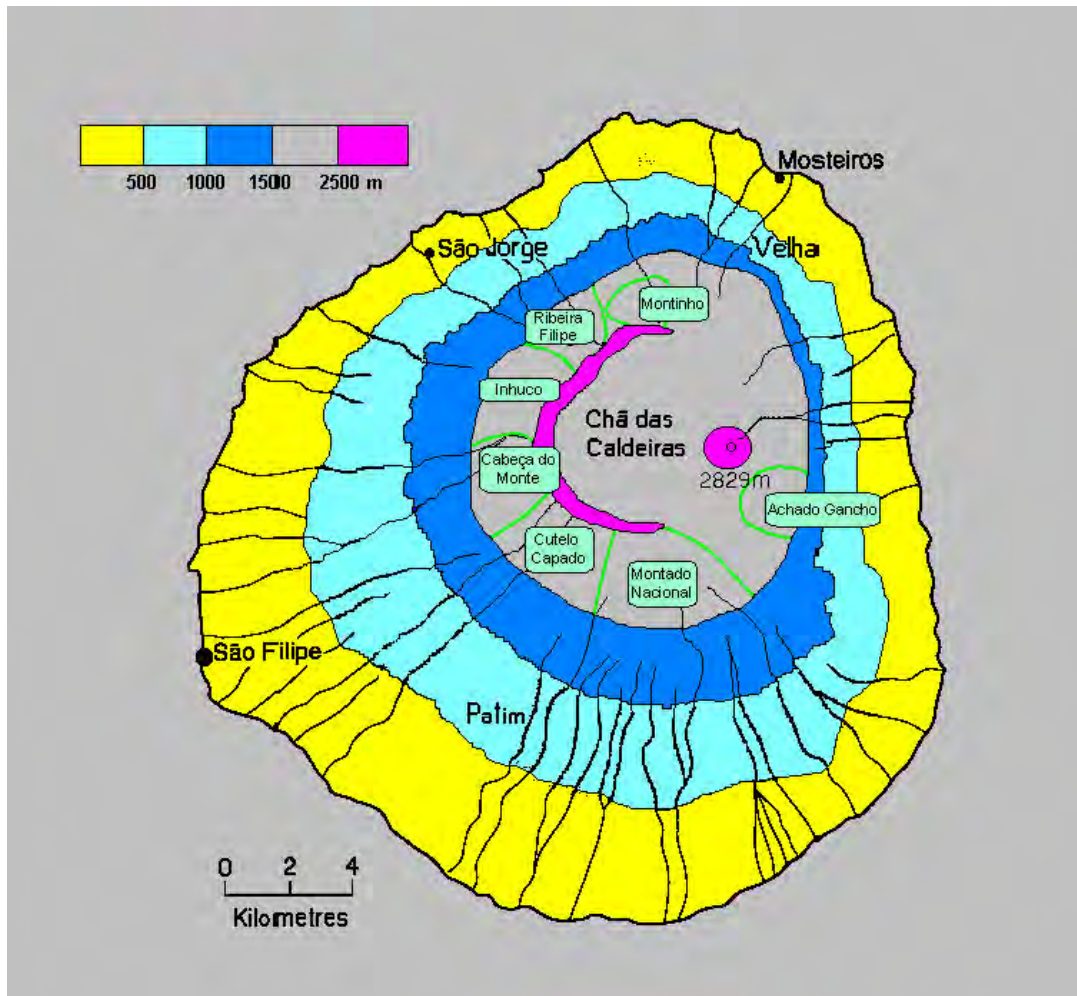 500 1000 1500 2500 m
Mosteiros
São Jorge
Velha
Montinho
Ribeira
Filipe
Inhuco
Chã das
Caldeiras
Cabeça do
Monte
2829m
Achado Gancho
Cutelo
Capado
Montado
Nacional
São Filipe
Patim
0 2 4
Kilometres